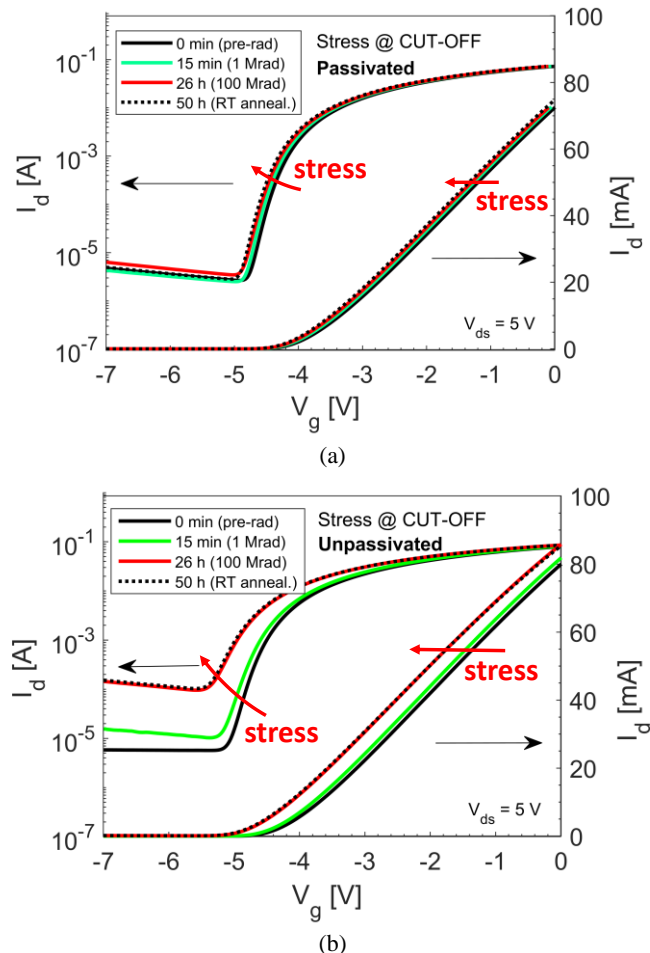 0 min (pre-rad)
15 min (1 Mrad)
26 h (100 Mrad)
50 h (RT anneal.)
Stress @ CUT-OFF
Passivated
stress
stress
V_ds = 5 V
10^-1
10^-3
10^-5
10^-7
I_d [A]
100
80
60
40
20
0
I_d [mA]
-7 -6 -5 -4 -3 -2 -1 0
V_g [V]
(a)
0 min (pre-rad)
15 min (1 Mrad)
26 h (100 Mrad)
50 h (RT anneal.)
Stress @ CUT-OFF
Unpassivated
stress
stress
V_ds = 5 V
10^-1
10^-3
10^-5
10^-7
I_d [A]
100
80
60
40
20
0
I_d [mA]
-7 -6 -5 -4 -3 -2 -1 0
V_g [V]
(b)